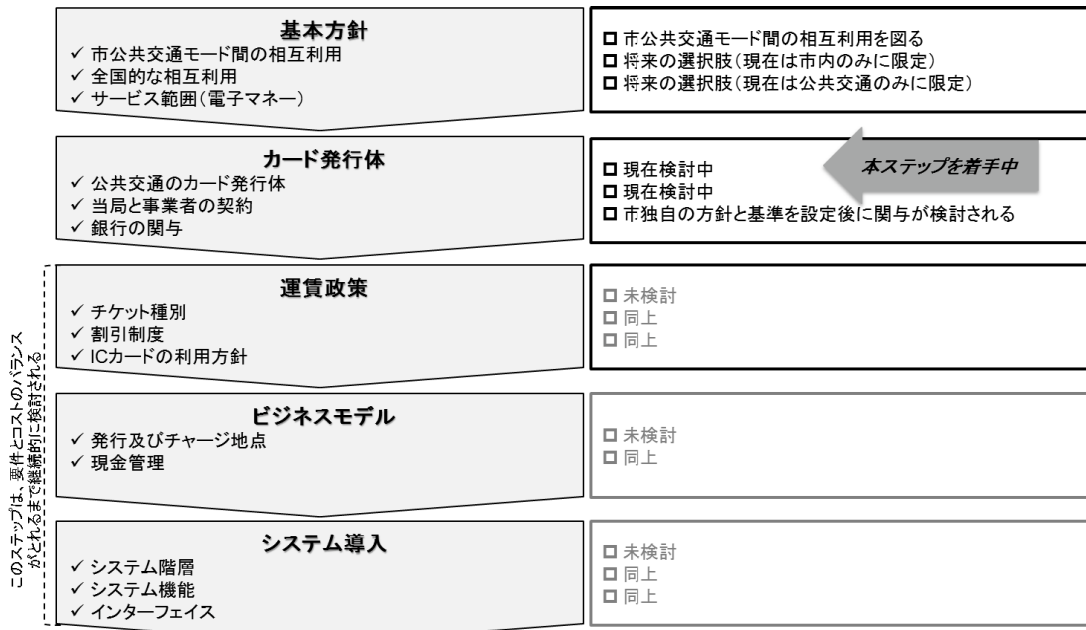 基本方針
✓ 市公共交通モード間の相互利用
✓ 全国的な相互利用
✓ サービス範囲(電子マネー)
□ 市公共交通モード間の相互利用を図る
□ 将来の選択肢(現在は市内のみに限定)
□ 将来の選択肢(現在は公共交通のみに限定)
カード発行体
✓ 公共交通のカード発行体
✓ 当局と事業者の契約
✓ 銀行の関与
□ 現在検討中
□ 現在検討中
□ 市独自の方針と基準を設定後に関与が検討される
本ステップを着手中
このステップは、要件とコストのバランス
がとれるまで継続的に検討される
運賃政策
✓ チケット種別
✓ 割引制度
✓ ICカードの利用方針
□ 未検討
□ 同上
□ 同上
ビジネスモデル
✓ 発行及びチャージ地点
✓ 現金管理
□ 未検討
□ 同上
システム導入
✓ システム階層
✓ システム機能
✓ インターフェイス
□ 未検討
□ 同上
□ 同上